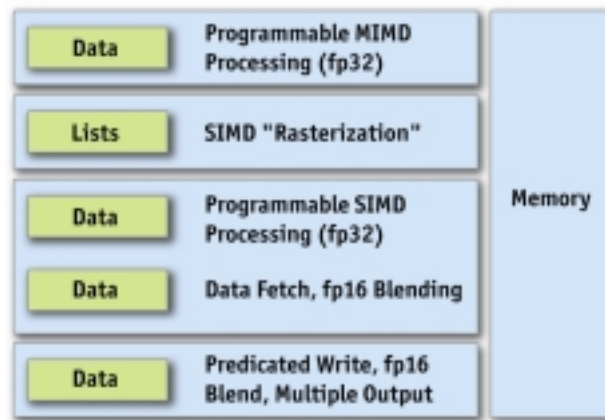 Data
Programmable MIMD
Processing (fp32)
Lists
SIMD "Rasterization"
Data
Programmable SIMD
Processing (fp32)
Data
Data Fetch, fp16 Blending
Data
Predicated Write, fp16
Blend, Multiple Output
Memory